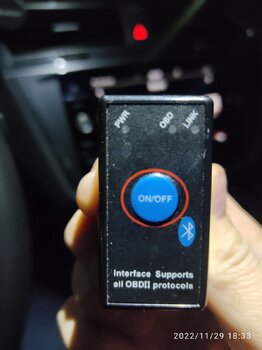 PWR OBD LINK
ON/OFF
Interface Supports
all OBDII protocols
2022/11/29 18:33